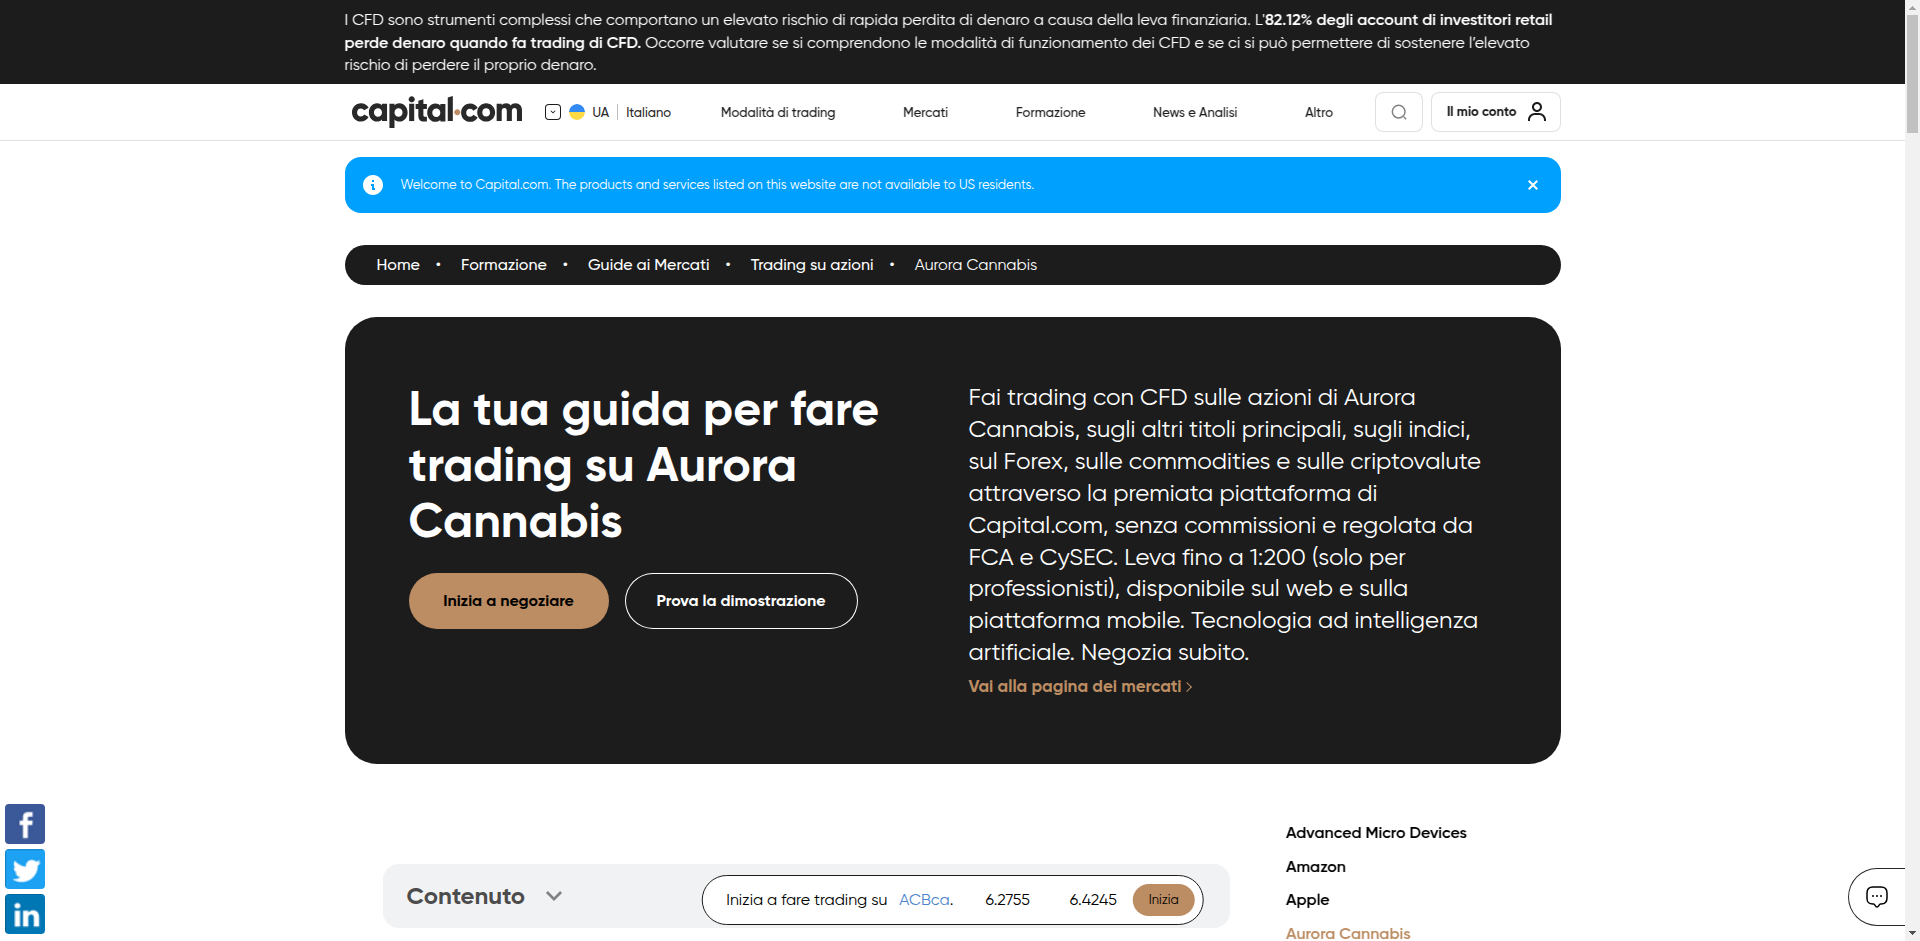 I CFD sono strumenti complessi che comportano un elevato rischio di rapida perdita di denaro a causa della leva finanziaria. L'82.12% degli account di investitori retail
perde denaro quando fa trading di CFD. Occorre valutare se si comprendono le modalità di funzionamento dei CFD e se ci si può permettere di sostenere l’elevato
rischio di perdere il proprio denaro.
capital.com UA Italiano Modalità di trading Mercati Formazione News e Analisi Altro Il mio conto
Welcome to Capital.com. The products and services listed on this website are not available to US residents.
Home • Formazione • Guide ai Mercati • Trading su azioni • Aurora Cannabis
La tua guida per fare
trading su Aurora
Cannabis
Inizia a negoziare
Prova la dimostrazione
Fai trading con CFD sulle azioni di Aurora
Cannabis, sugli altri titoli principali, sugli indici,
sul Forex, sulle commodities e sulle criptovalute
attraverso la premiata piattaforma di
Capital.com, senza commissioni e regolata da
FCA e CySEC. Leva fino a 1:200 (solo per
professionisti), disponibile sul web e sulla
piattaforma mobile. Tecnologia ad intelligenza
artificiale. Negozia subito.
Vai alla pagina dei mercati
Contenuto
Inizia a fare trading su ACBca. 6.2755 6.4245 Inizia
Advanced Micro Devices
Amazon
Apple
Aurora Cannabis